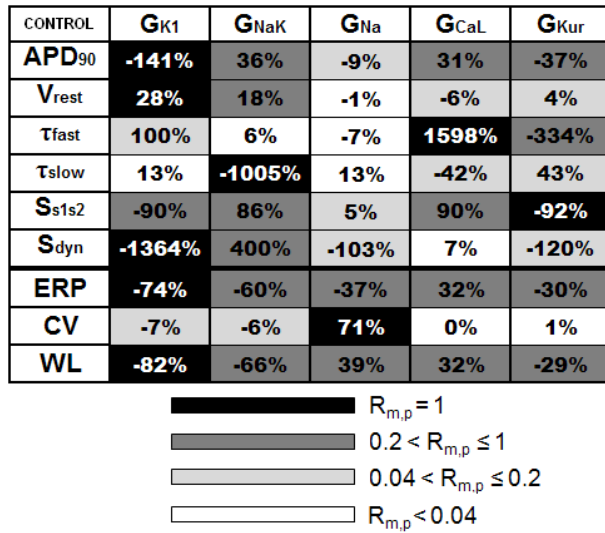 CONTROL GK1 GNaK GNa GCaL GKur
APD90 -141% 36% -9% 31% -37%
Vrest 28% 18% -1% -6% 4%
τfast 100% 6% -7% 1598% -334%
τslow 13% -1005% 13% -42% 43%
Ss1s2 -90% 86% 5% 90% -92%
Sdyn -1364% 400% -103% 7% -120%
ERP -74% -60% -37% 32% -30%
CV -7% -6% 71% 0% 1%
WL -82% -66% 39% 32% -29%
Rm,p = 1
0.2 < Rm,p ≤ 1
0.04 < Rm,p ≤ 0.2
Rm,p < 0.04